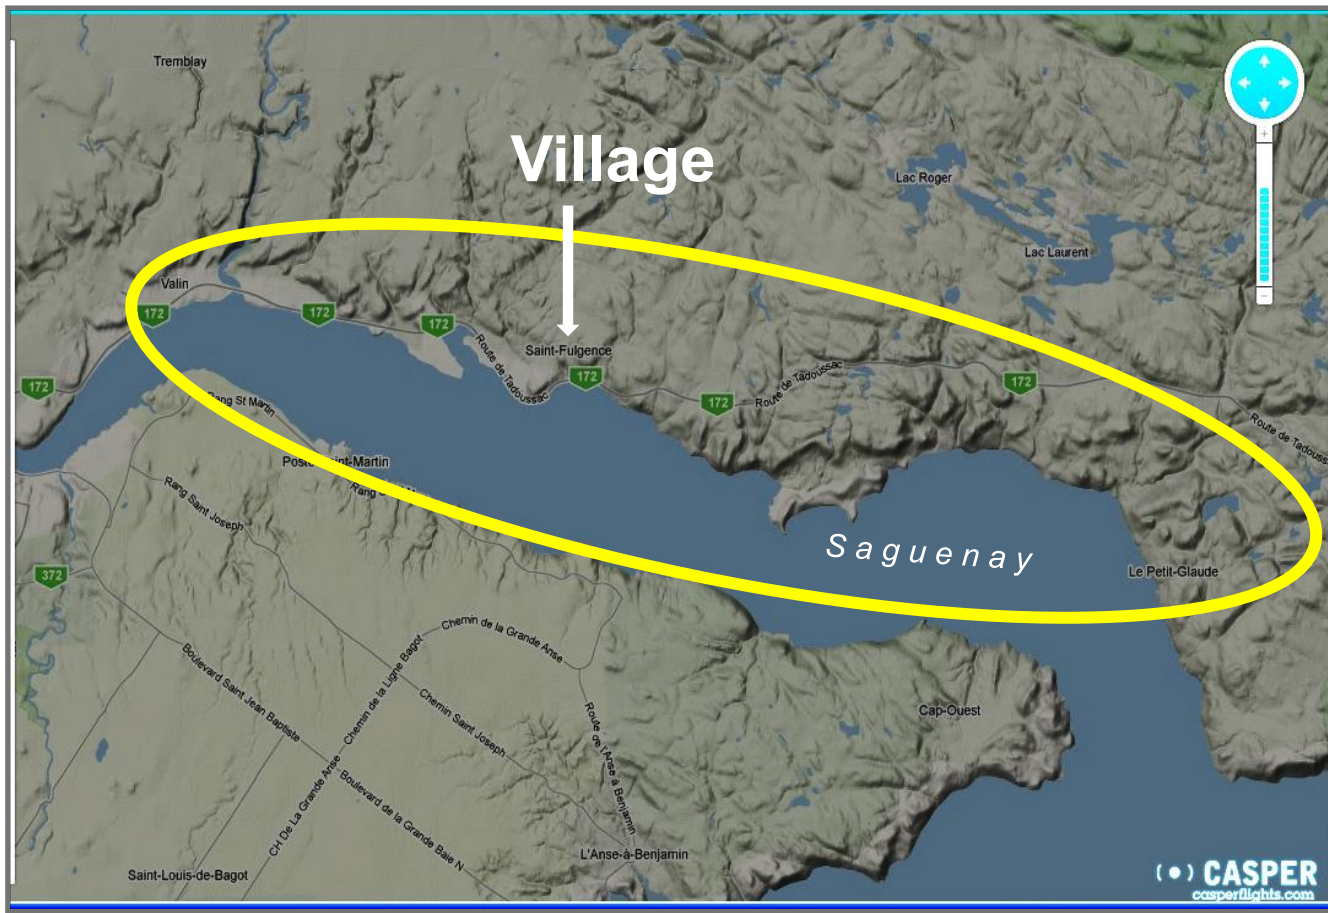 Tremblay
Village
Lac Roger
Lac Laurent
Valin
172
172
172
172
Saint-Fulgence
172
172
172
Route de Tadoussac
Route de Tadoussac
Route de
Rang St Martin
Poste Saint-Martin
Rang
Rang Saint Joseph
Saguenay
372
Le Petit-Glaude
Chemin de la Grande Anse
Chemin de la Ligne Bagot
Boulevard Saint Jean Baptiste
Chemin Saint Joseph
Route de l'Anse à Benjamin
Cap-Ouest
CH De La Grande Anse
Boulevard de la Grande Baie N
L'Anse-à-Benjamin
Saint-Louis-de-Bagot
CASPER
casperflights.com